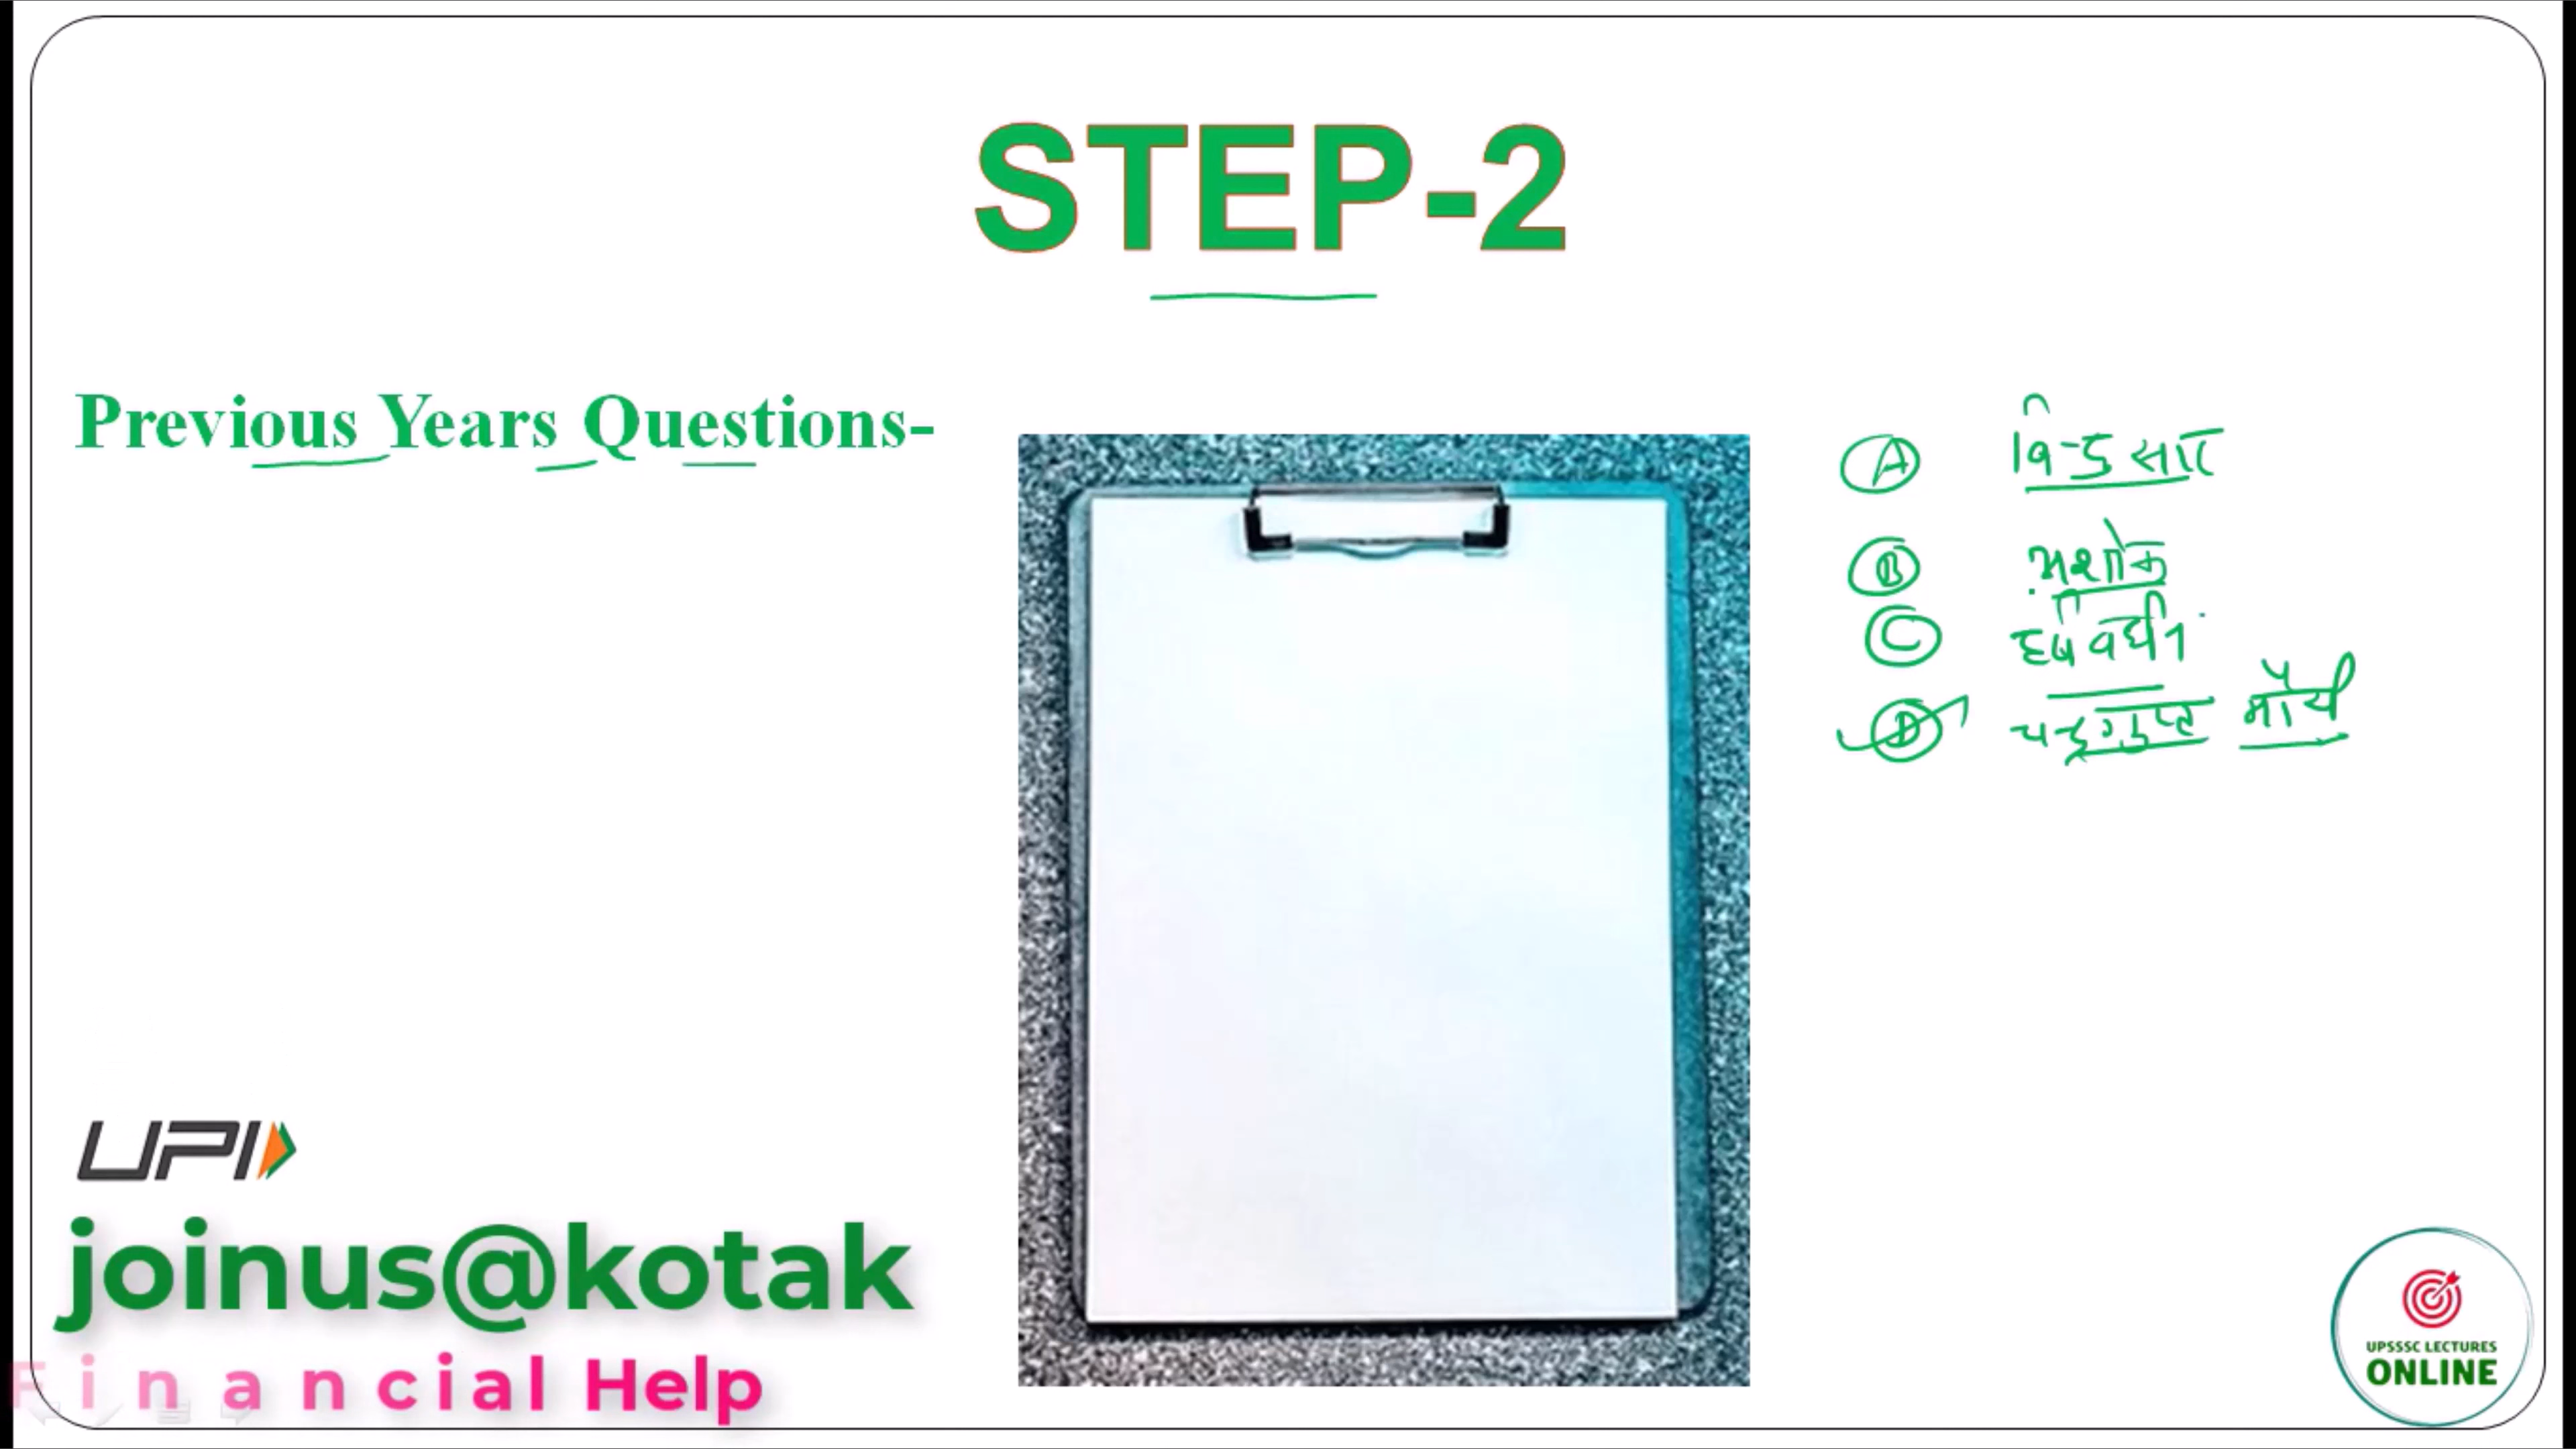 STEP-2
Previous Years Questions-
A बिन्दुसार
B अशोक
C हर्षवर्धन
D चन्द्रगुप्त मौर्य
UPI
joinus@kotak
Financial Help
UPSSSC LECTURES
ONLINE